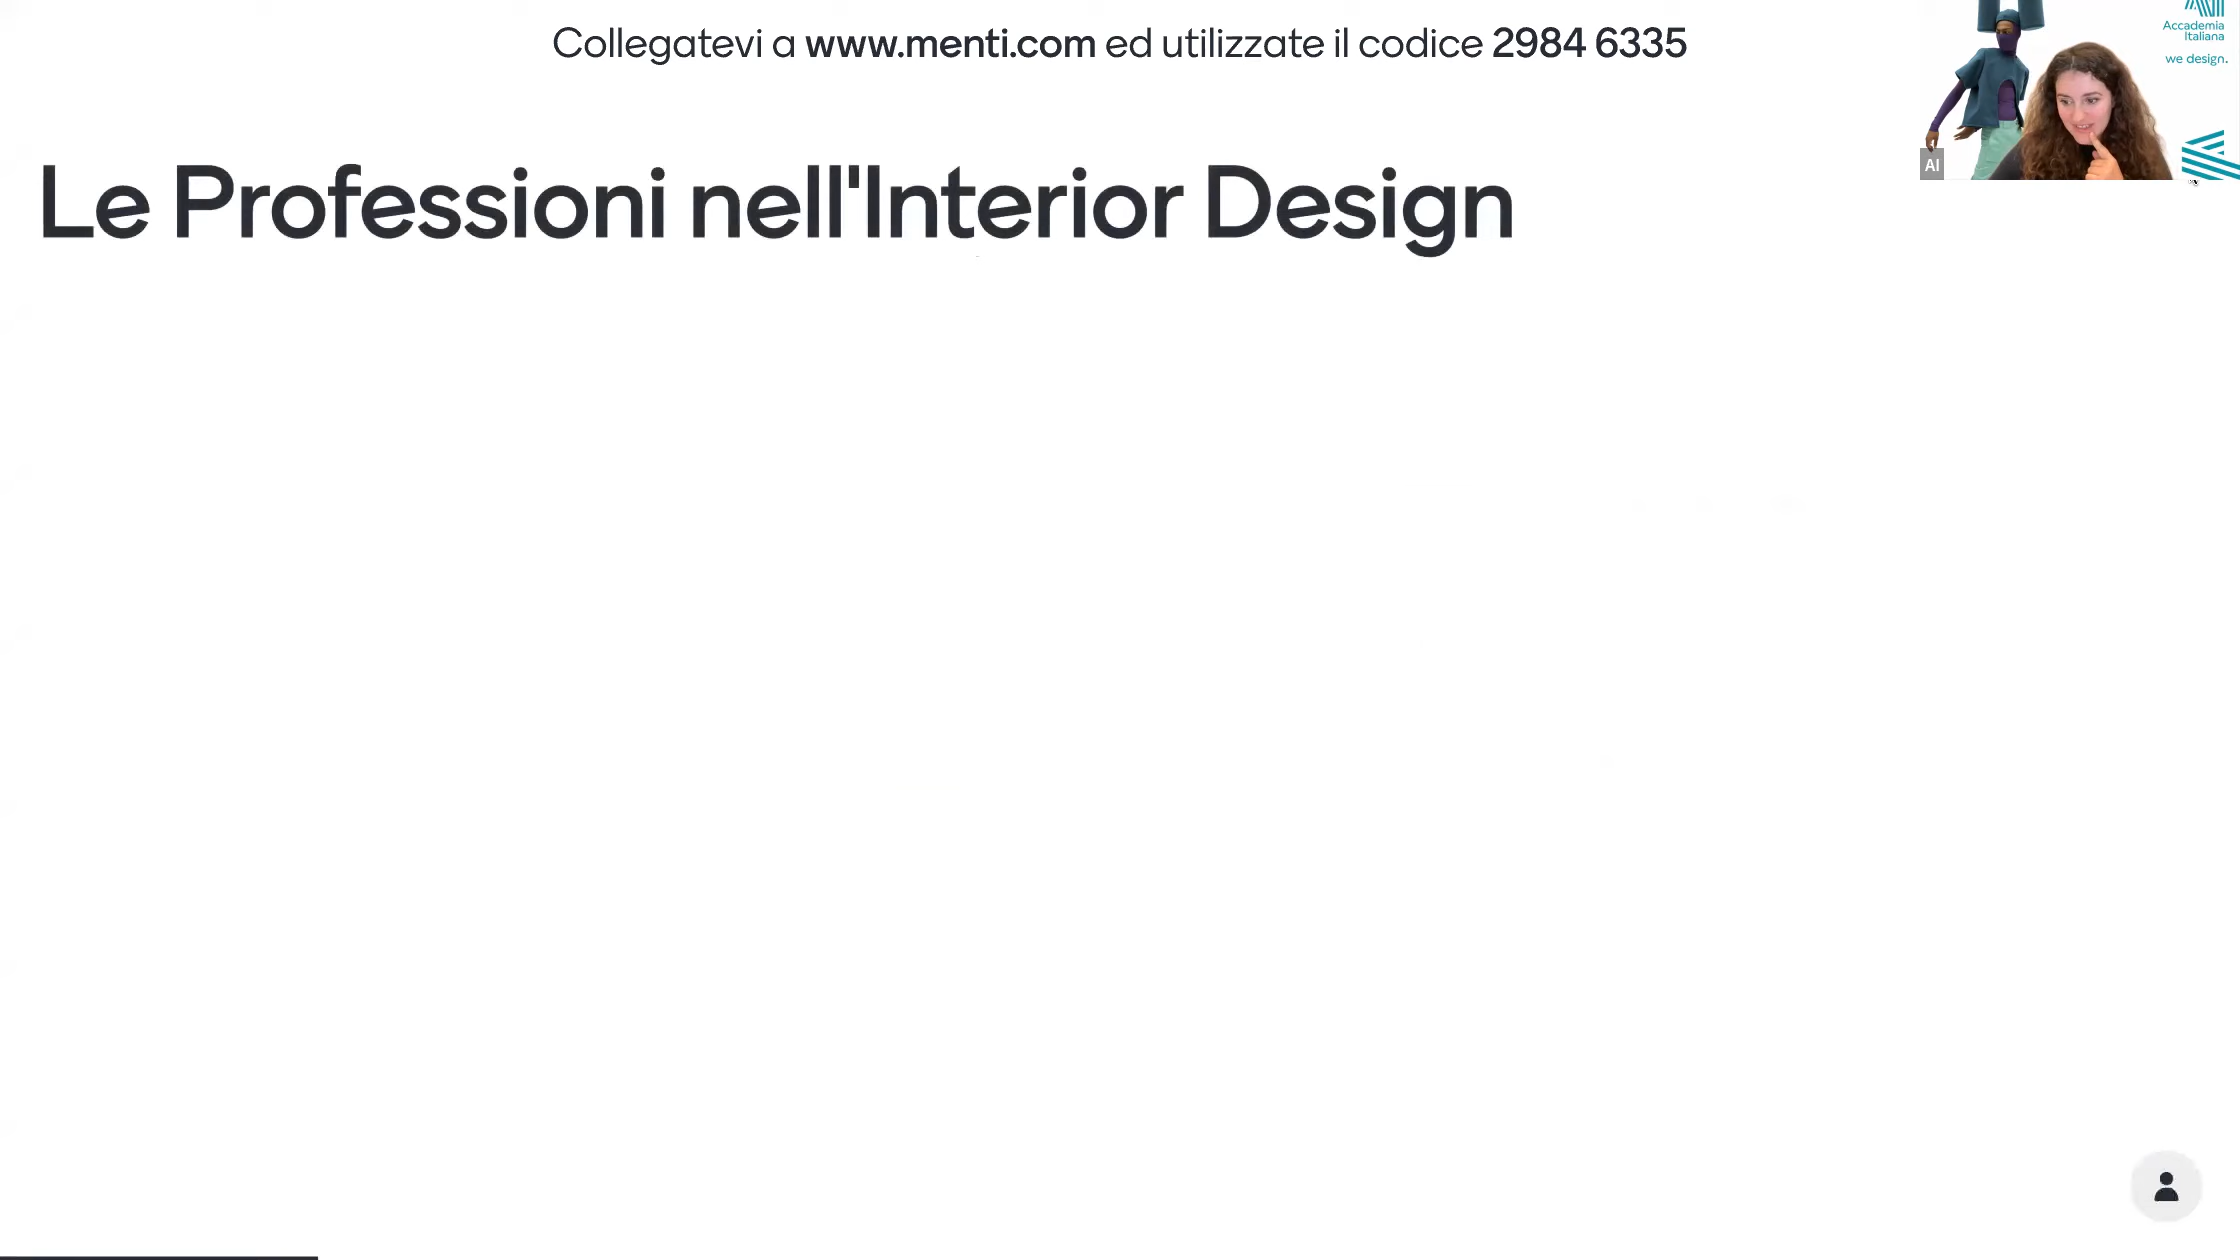 Collegatevi a www.menti.com ed utilizzate il codice 2984 6335
Accademia
Italiana
we design.
AI
Le Professioni nell'Interior Design